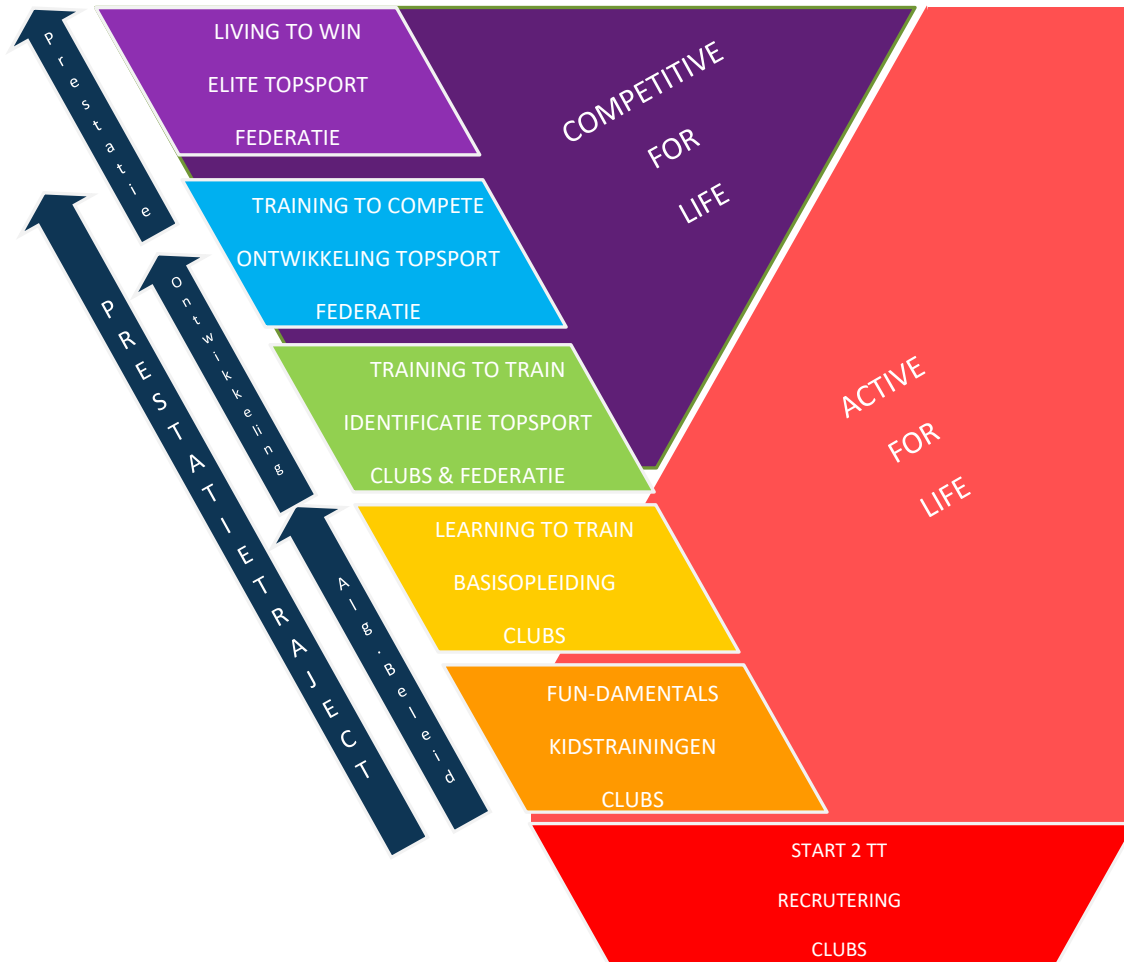 LIVING TO WIN
ELITE TOPSPORT
FEDERATIE
COMPETITIVE
FOR
LIFE
Prestatie
TRAINING TO COMPETE
ONTWIKKELING TOPSPORT
FEDERATIE
PRESTATIETRAJECT
Ontwikkeling
TRAINING TO TRAIN
IDENTIFICATIE TOPSPORT
CLUBS & FEDERATIE
ACTIVE
FOR
LIFE
LEARNING TO TRAIN
BASISOPLEIDING
CLUBS
Alg.Beleid
FUN-DAMENTALS
KIDSTRAININGEN
CLUBS
START 2 TT
RECRUTERING
CLUBS